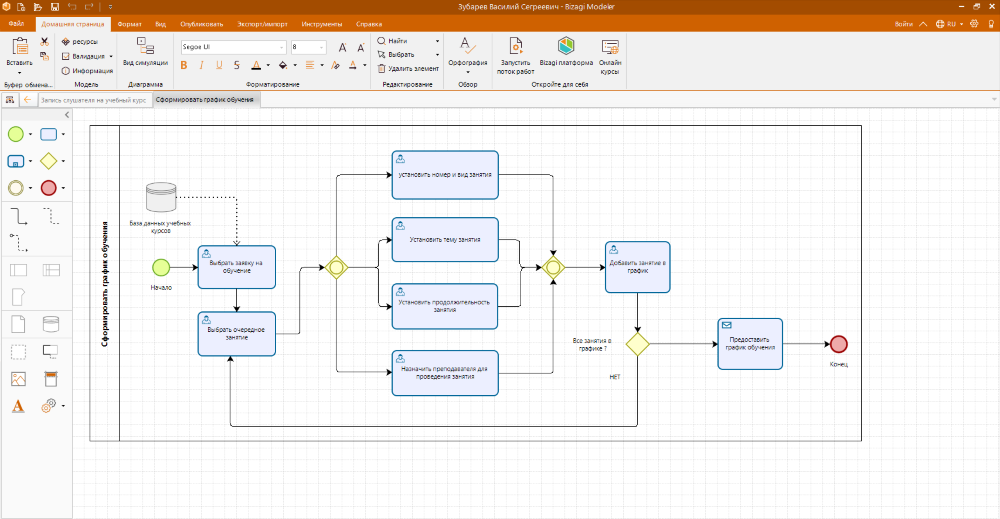 Зубарев Василий Сегреевич - Bizagi Modeler
Файл
Домашняя страница
Формат
Вид
Опубликовать
Экспорт/импорт
Инструменты
Справка
Войти
RU
Вставить
Буфер обмена...
ресурсы
Валидация
Информация
Модель
Вид симуляции
Диаграмма
Segoe UI
8
Форматирование
Найти
Выбрать
Удалить элемент
Редактирование
Орфография
Обзор
Запустить
поток работ
Bizagi платформа
Онлайн
курсы
Откройте для себя
Запись слушателя на учебный курс
Сформировать график обучения
Сформировать график обучения
База данных учебных
курсов
Начало
Выбрать заявку на
обучение
Выбрать очередное
занятие
установить номер и вид занятия
Установить тему занятия
Установить продолжительность
занятия
Назначить преподавателя для
проведения занятия
Добавить занятие в
график
Все занятия в
графике ?
НЕТ
Предоставить
график обучения
Конец